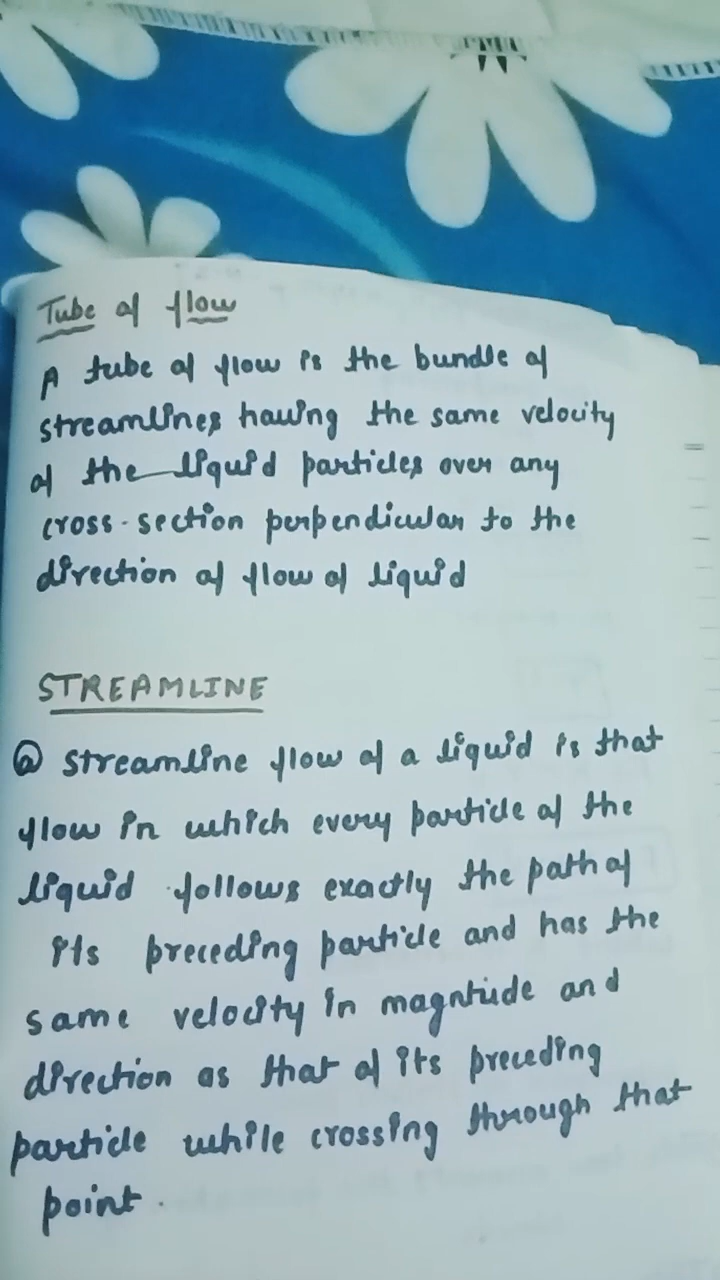 Tube of flow
A tube of flow is the bundle of
streamlines having the same velocity
of the liquid particles over any
cross-section perpendicular to the
direction of flow of liquid
STREAMLINE
@ streamline flow of a liquid is that
flow in which every particle of the
liquid follows exactly the path of
its preceding particle and has the
same velocity in magntiude and
direction as that of its preceding
particle while crossing through that
point.